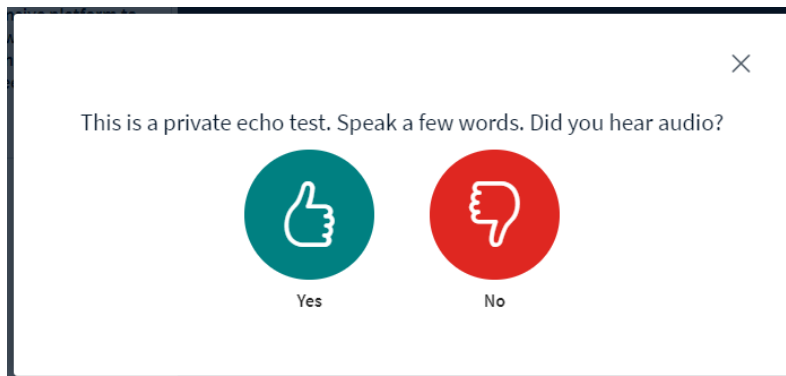 This is a private echo test. Speak a few words. Did you hear audio?
Yes
No